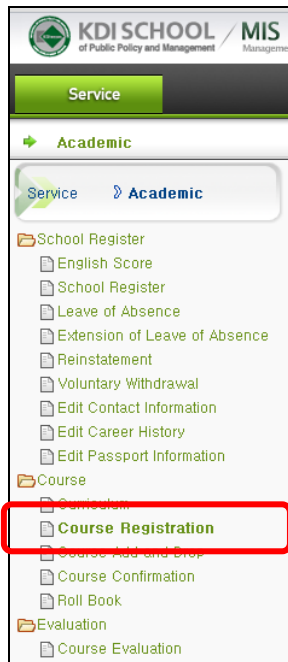 KDI SCHOOL / MIS
of Public Policy and Management Manageme
Service
Academic
Service » Academic
School Register
English Score
School Register
Leave of Absence
Extension of Leave of Absence
Reinstatement
Voluntary Withdrawal
Edit Contact Information
Edit Career History
Edit Passport Information
Course
Curriculum
Course Registration
Course Add and Drop
Course Confirmation
Roll Book
Evaluation
Course Evaluation